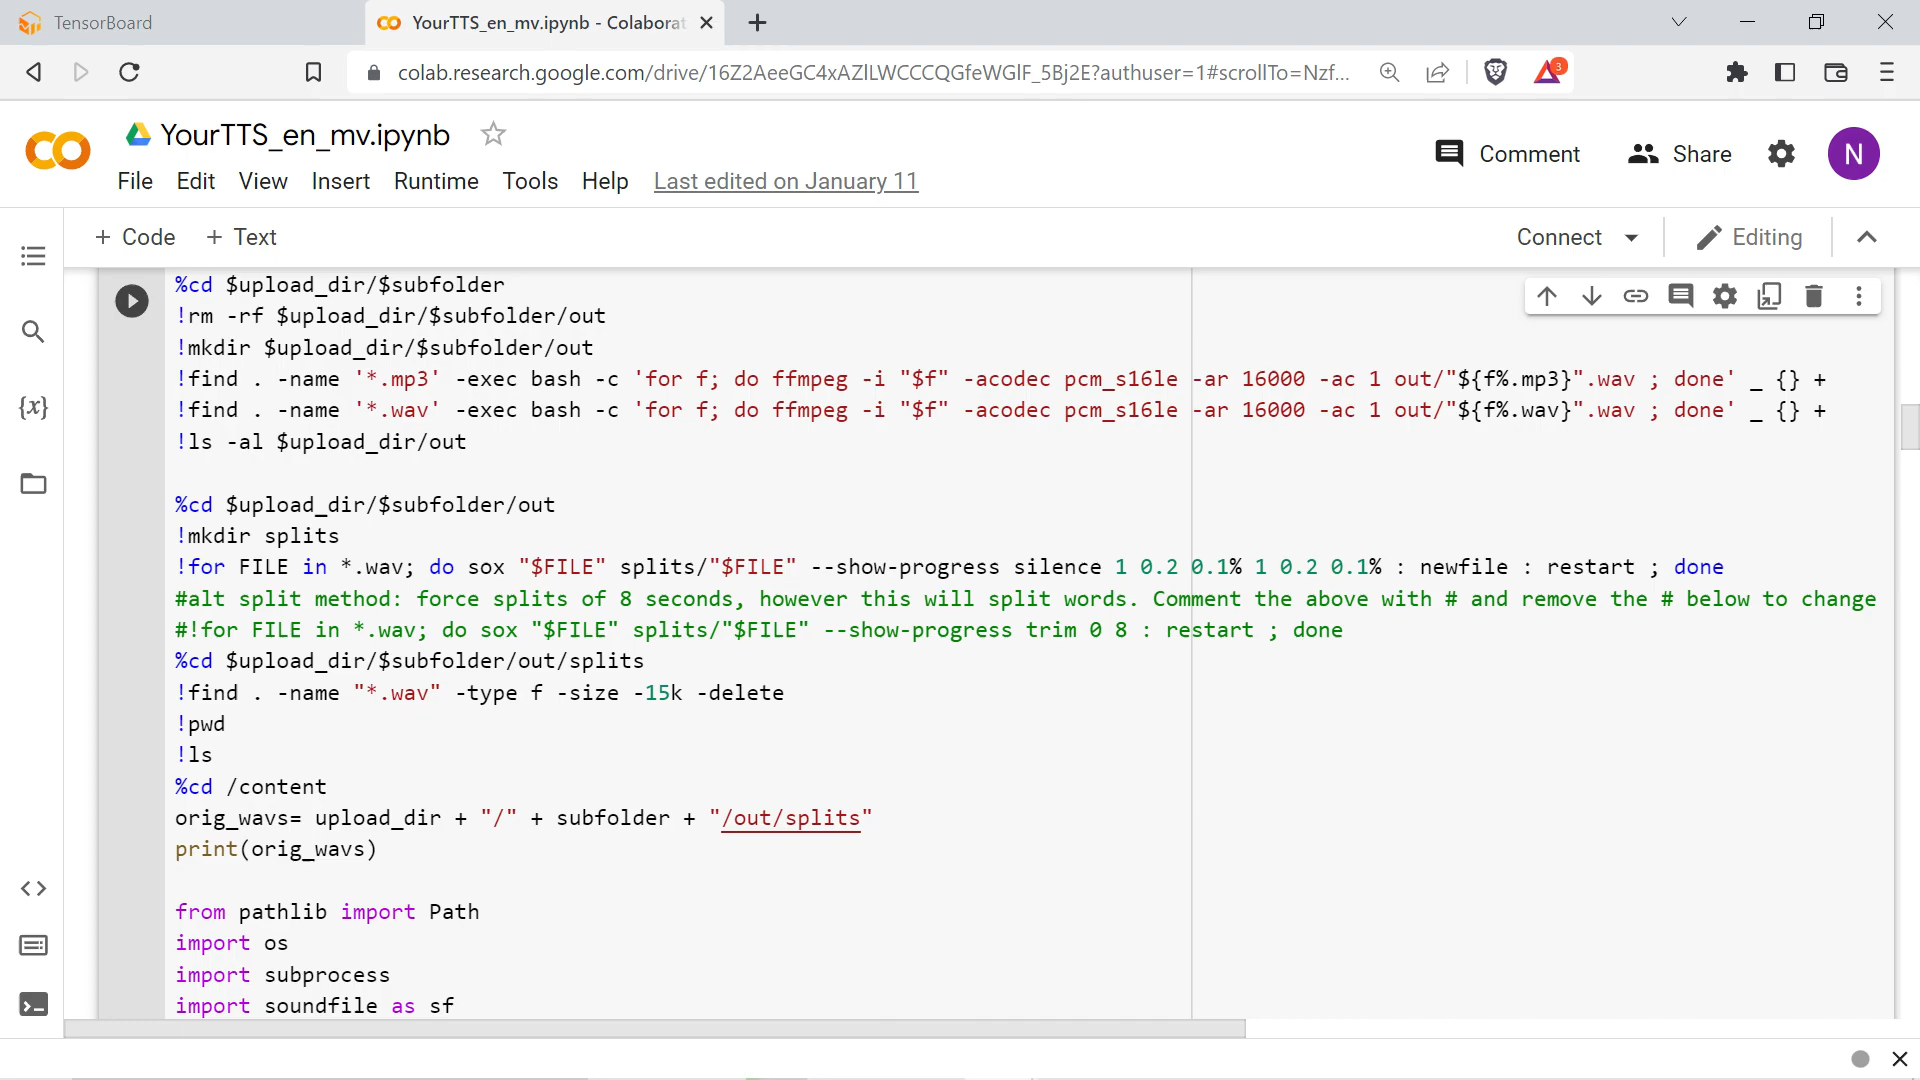 TensorBoard
YourTTS_en_mv.ipynb - Colaborat
colab.research.google.com/drive/16Z2AeeGC4xAZlLWCCCQGfeWGlF_5Bj2E?authuser=1#scrollTo=Nzf...
3
YourTTS_en_mv.ipynb
Comment
Share
N
File Edit View Insert Runtime Tools Help Last edited on January 11
+ Code + Text
Connect
Editing
%cd $upload_dir/$subfolder
!rm -rf $upload_dir/$subfolder/out
!mkdir $upload_dir/$subfolder/out
!find . -name '*.mp3' -exec bash -c 'for f; do ffmpeg -i "$f" -acodec pcm_s16le -ar 16000 -ac 1 out/"${f%.mp3}".wav ; done' _ {} +
!find . -name '*.wav' -exec bash -c 'for f; do ffmpeg -i "$f" -acodec pcm_s16le -ar 16000 -ac 1 out/"${f%.wav}".wav ; done' _ {} +
!ls -al $upload_dir/out
%cd $upload_dir/$subfolder/out
!mkdir splits
!for FILE in *.wav; do sox "$FILE" splits/"$FILE" --show-progress silence 1 0.2 0.1% 1 0.2 0.1% : newfile : restart ; done
#alt split method: force splits of 8 seconds, however this will split words. Comment the above with # and remove the # below to change
#!for FILE in *.wav; do sox "$FILE" splits/"$FILE" --show-progress trim 0 8 : restart ; done
%cd $upload_dir/$subfolder/out/splits
!find . -name "*.wav" -type f -size -15k -delete
!pwd
!ls
%cd /content
orig_wavs= upload_dir + "/" + subfolder + "/out/splits"
print(orig_wavs)
from pathlib import Path
import os
import subprocess
import soundfile as sf